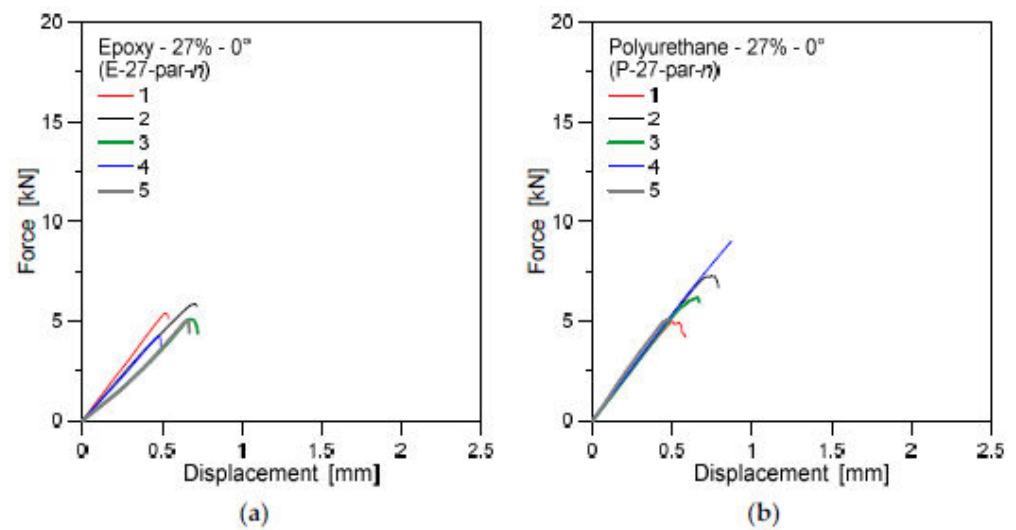 20
15
10
5
0
Force [kN]
Epoxy - 27% - 0°
(E-27-par-n)
1
2
3
4
5
0 0.5 1 1.5 2 2.5
Displacement [mm]
(a)
20
15
10
5
0
Force [kN]
Polyurethane - 27% - 0°
(P-27-par-n)
1
2
3
4
5
0 0.5 1 1.5 2 2.5
Displacement [mm]
(b)